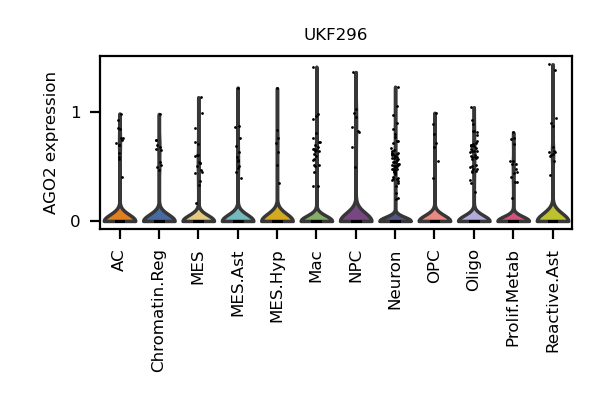 UKF296
AGO2 expression
1
0
AC
Chromatin.Reg
MES
MES.Ast
MES.Hyp
Mac
NPC
Neuron
OPC
Oligo
Prolif.Metab
Reactive.Ast